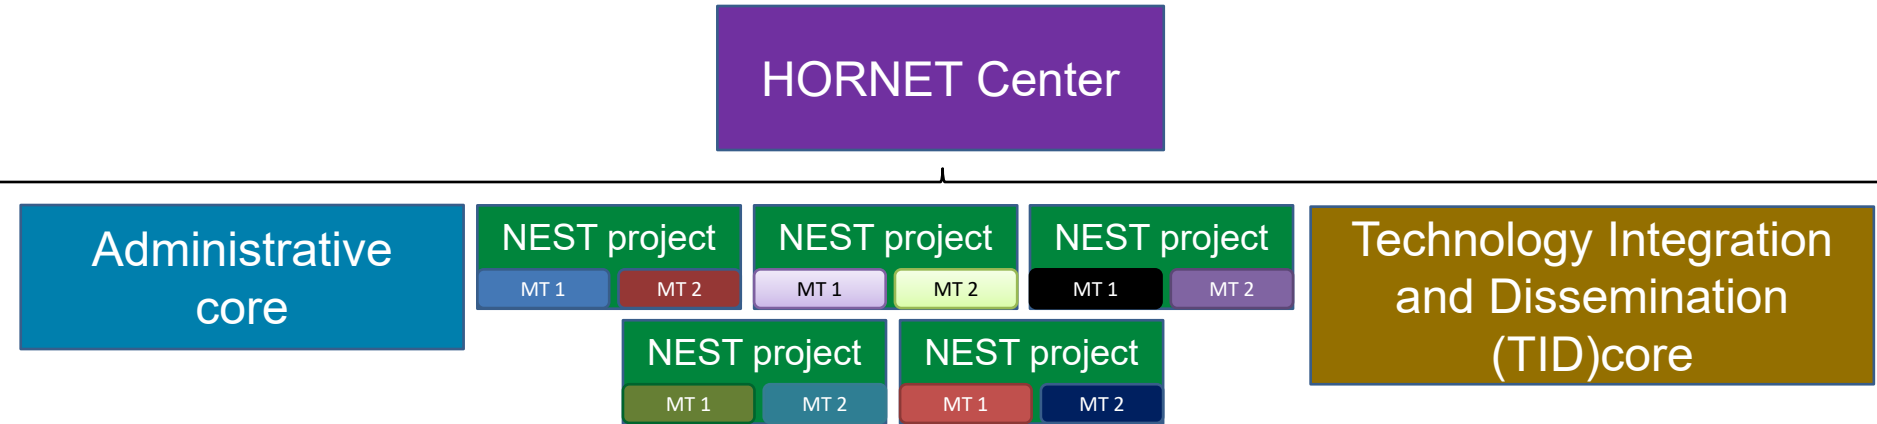 HORNET Center
Administrative
core
NEST project
MT 1
MT 2
NEST project
MT 1
MT 2
NEST project
MT 1
MT 2
NEST project
MT 1
MT 2
NEST project
MT 1
MT 2
Technology Integration
and Dissemination
(TID)core